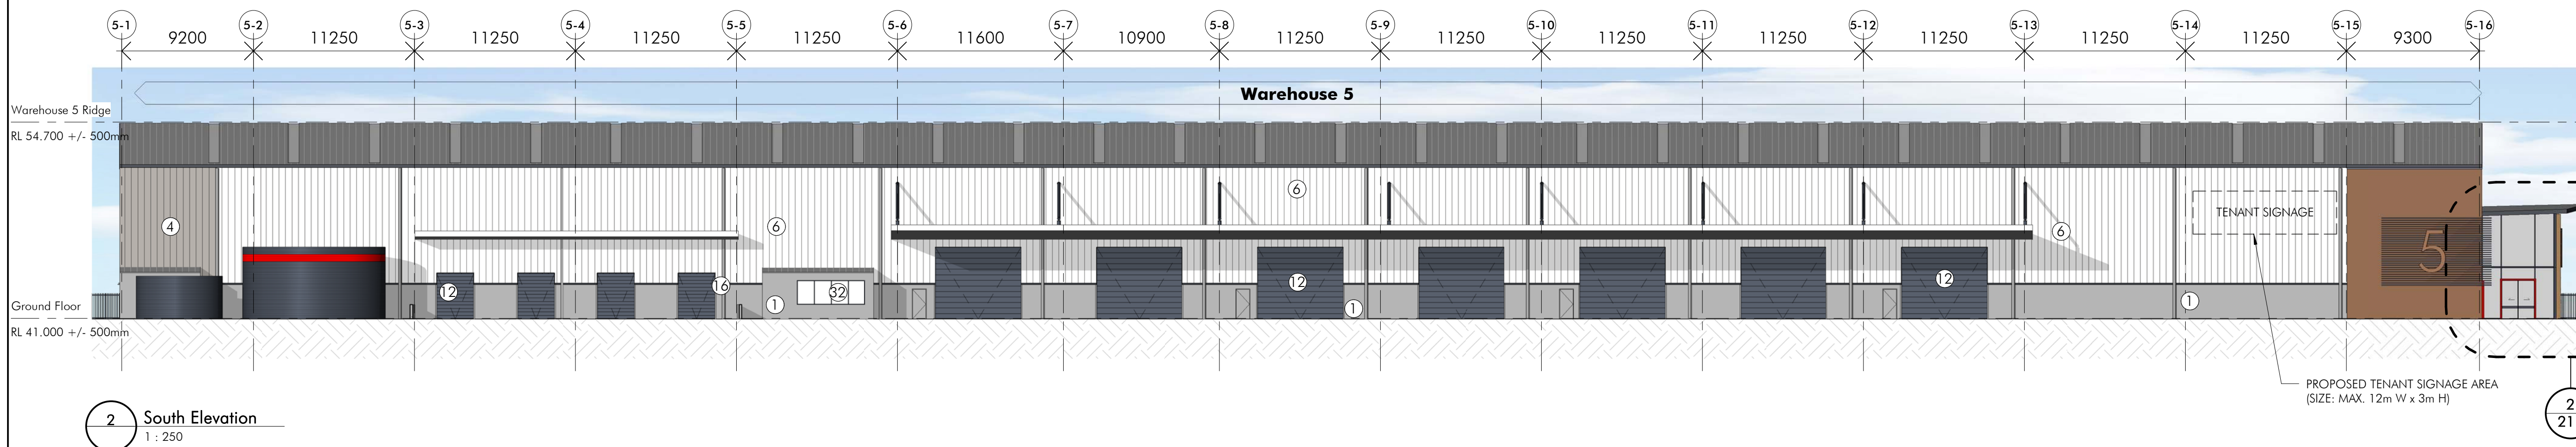 5-1 5-2 5-3 5-4 5-5 5-6 5-7 5-8 5-9 5-10 5-11 5-12 5-13 5-14 5-15 5-16
9200 11250 11250 11250 11250 11600 10900 11250 11250 11250 11250 11250 11250 11250 9300
Warehouse 5
Warehouse 5 Ridge
RL 54.700 +/- 500mm
6
TENANT SIGNAGE
4
6
6
5
12
16
1
32
12
1
12
1
Ground Floor
RL 41.000 +/- 500mm
PROPOSED TENANT SIGNAGE AREA
(SIZE: MAX. 12m W x 3m H)
2
South Elevation
1 : 250
2
21